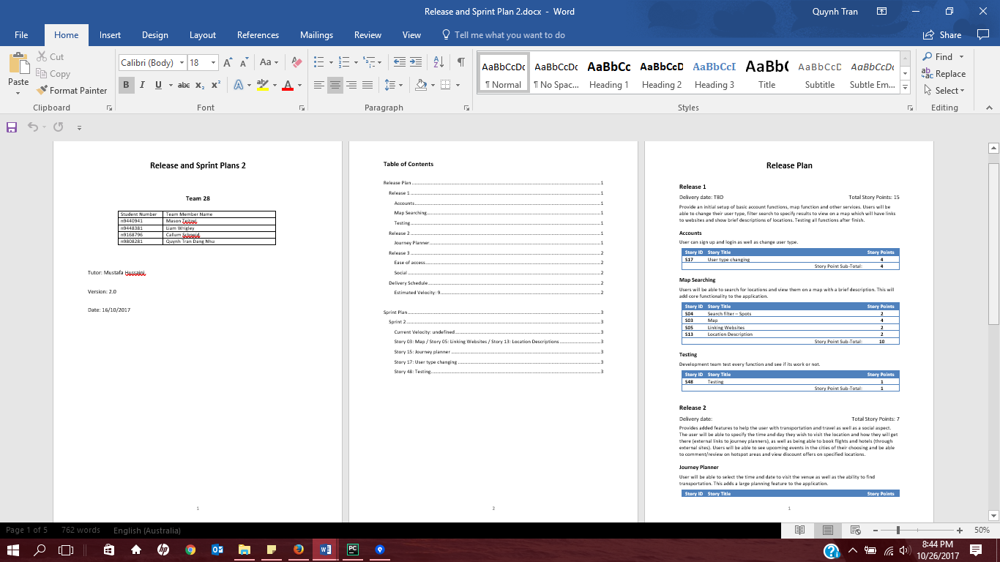 Release and Sprint Plan 2.docx - Word
Quynh Tran
File Home Insert Design Layout References Mailings Review View Tell me what you want to do Share
Paste
Cut
Copy
Format Painter
Clipboard
Calibri (Body) 18
Font
Paragraph
AaBbCcDc AaBbCcDc AaBbCc AaBbCcD AaBbCcI AaBb(( AaBbCcD AaBbCcDc
¶ Normal ¶ No Spac... Heading 1 Heading 2 Heading 3 Title Subtitle Subtle Em...
Styles
Find
Replace
Select
Editing
Release and Sprint Plans 2
Team 28
Student Number Team Member Name
n9440941 Mason
n9448381 Liam Wrigley
n9168796 Callum Schmid
n9808281 Quynh Tran Dang Nhu
Tutor: Mustafa Hussaini
Version: 2.0
Date: 16/10/2017
1
Table of Contents
Release Plan 1
Release 1 1
Accounts 1
Map Searching 1
Testing 1
Release 2 1
Journey Planner 1
Release 3 2
Ease of access 2
Social 2
Delivery Schedule 2
Estimated Velocity: 9 2
Sprint Plan 3
Sprint 2 3
Current Velocity: undefined 3
Story 03: Map / Story 05: Linking Websites / Story 13: Location Descriptions 3
Story 15: Journey planner 3
Story 17: User type changing 3
Story 48: Testing 3
2
Release Plan
Release 1
Delivery date: TBD Total Story Points: 15
Provide an initial setup of basic account functions, map function and other services. Users will be
able to change their user type, filter search to specify results to view on a map which will have links
to websites and show brief descriptions of locations. Testing all functions after finish.
Accounts
User can sign up and login as well as change user type.
Story ID Story Title Story Points
S17 User type changing 4
Story Point Sub-Total: 4
Map Searching
Users will be able to search for locations and view them on a map with a brief description. This will
add core functionality to the application.
Story ID Story Title Story Points
S04 Search filter – Spots 2
S03 Map 4
S05 Linking Websites 2
S13 Location Description 2
Story Point Sub-Total: 10
Testing
Development team test every function and see if its work or not.
Story ID Story Title Story Points
S48 Testing 1
Story Point Sub-Total: 1
Release 2
Delivery date: Total Story Points: 7
Provides added features to help the user with transportation and travel as well as a social aspect.
The user will be able to specify the time and day they wish to visit the location and how they will get
there (external links to journey planners), as well as being able to book flights and hotels (through
external sites). Users will be able to see upcoming events in the cities of their choosing and be able
to comment/review on hotspot areas and view discount offers on specified locations.
Journey Planner
User will be able to select the time and date to visit the venue as well as the ability to find
transportation. This adds a large planning feature to the application.
Story ID Story Title Story Points
1
Page 1 of 5 762 words English (Australia)
50%
8:44 PM
10/26/2017